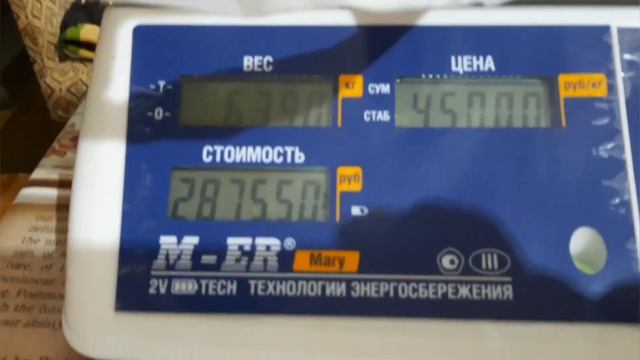 ВЕС
ЦЕНА
-T-
-0-
6.390
кг
СУМ
СТАБ
450.00
руб/кг
СТОИМОСТЬ
2875.50
руб
M-ER®
Mary
III
2V TECH ТЕХНОЛОГИИ ЭНЕРГОСБЕРЕЖЕНИЯ